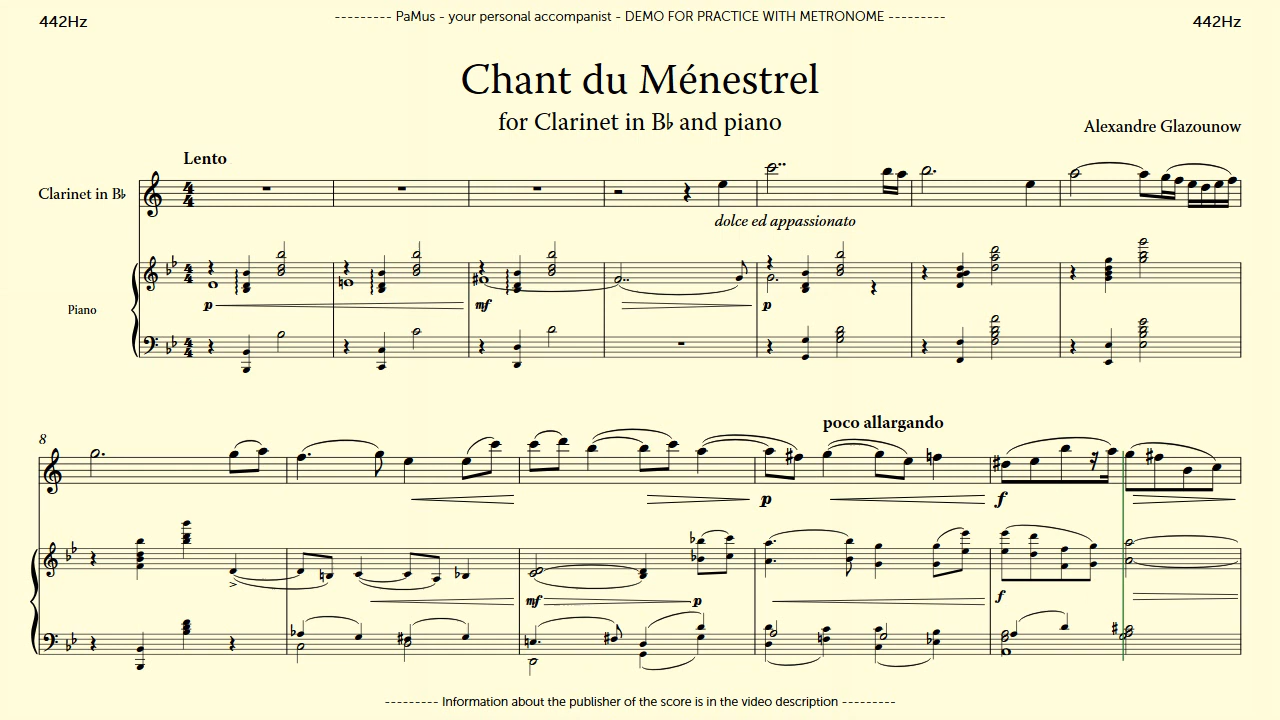 --------- PaMus - your personal accompanist - DEMO FOR PRACTICE WITH METRONOME ---------
442Hz 442Hz
Chant du Ménestrel
for Clarinet in B♭ and piano
Alexandre Glazounow
Lento
Clarinet in B♭
dolce ed appassionato
Piano
p mf p
8
poco allargando
p f
mf p f
--------- Information about the publisher of the score is in the video description ---------